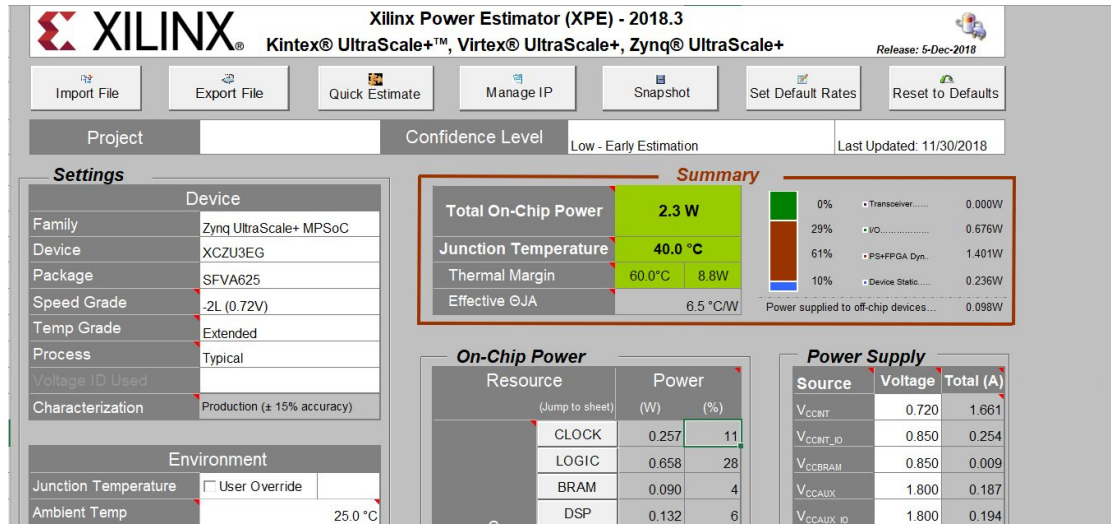 XILINX®
Xilinx Power Estimator (XPE) - 2018.3
Kintex® UltraScale+™, Virtex® UltraScale+, Zynq® UltraScale+
Release: 5-Dec-2018
Import File
Export File
Quick Estimate
Manage IP
Snapshot
Set Default Rates
Reset to Defaults
Project
Confidence Level
Low - Early Estimation
Last Updated: 11/30/2018
Settings
Device
Family Zynq UltraScale+ MPSoC
Device XCZU3EG
Package SFVA625
Speed Grade -2L (0.72V)
Temp Grade Extended
Process Typical
Voltage ID Used
Characterization Production (± 15% accuracy)
Environment
Junction Temperature User Override
Ambient Temp 25.0 °C
Summary
Total On-Chip Power 2.3 W
Junction Temperature 40.0 °C
Thermal Margin 60.0°C 8.8W
Effective ΘJA 6.5 °C/W
0% Transceiver...... 0.000W
29% I/O.................. 0.676W
61% PS+FPGA Dyn.. 1.401W
10% Device Static..... 0.236W
Power supplied to off-chip devices... 0.098W
On-Chip Power
Resource Power
(Jump to sheet) (W) (%)
CLOCK 0.257 11
LOGIC 0.658 28
BRAM 0.090 4
DSP 0.132 6
Power Supply
Source Voltage Total (A)
VCCINT 0.720 1.661
VCCINT_IO 0.850 0.254
VCCBRAM 0.850 0.009
VCCAUX 1.800 0.187
VCCAUX_IO 1.800 0.194